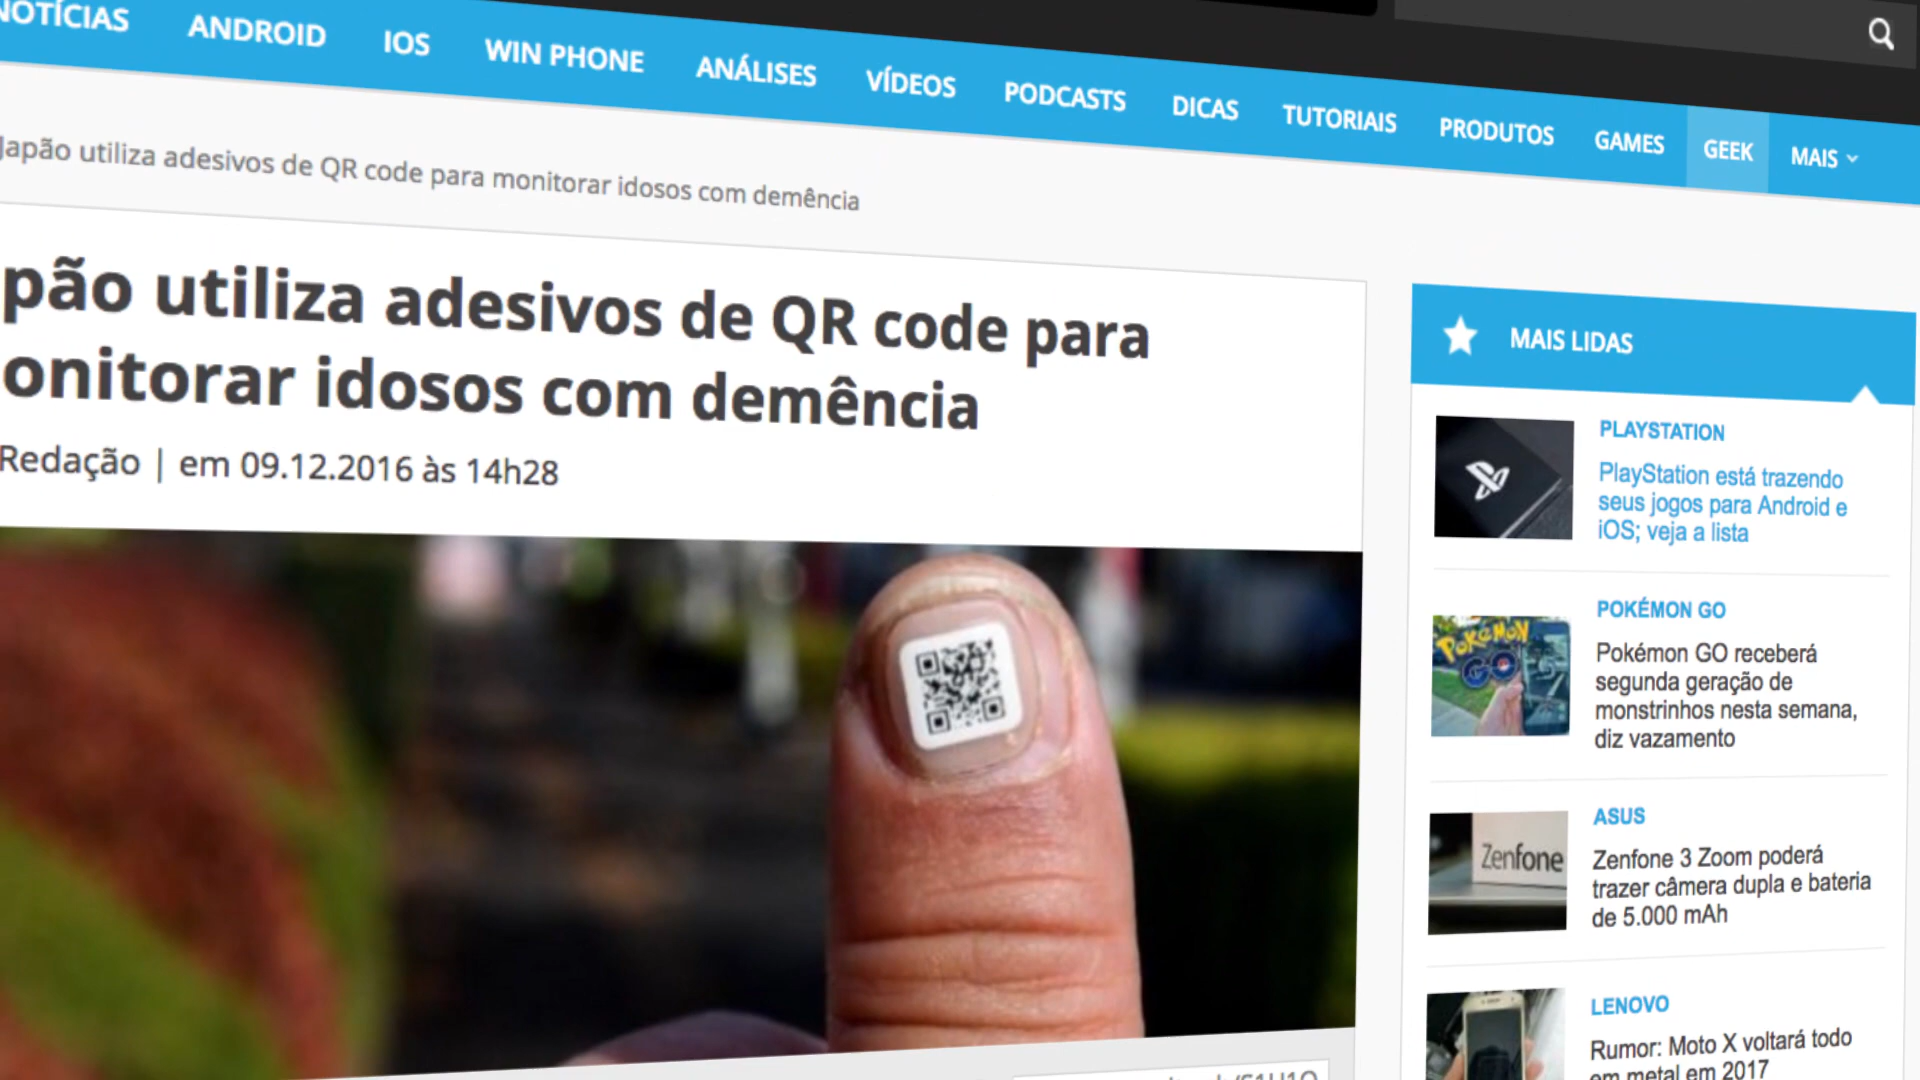 NOTÍCIAS ANDROID IOS WIN PHONE ANÁLISES VÍDEOS PODCASTS DICAS TUTORIAIS PRODUTOS GAMES GEEK MAIS
Japão utiliza adesivos de QR code para monitorar idosos com demência
pão utiliza adesivos de QR code para
onitorar idosos com demência
Redação | em 09.12.2016 às 14h28
MAIS LIDAS
PLAYSTATION
PlayStation está trazendo
seus jogos para Android e
iOS; veja a lista
POKÉMON GO
POKÉMON
GO
Pokémon GO receberá
segunda geração de
monstrinhos nesta semana,
diz vazamento
ASUS
Zenfone
Zenfone 3 Zoom poderá
trazer câmera dupla e bateria
de 5.000 mAh
LENOVO
Rumor: Moto X voltará todo
em metal em 2017